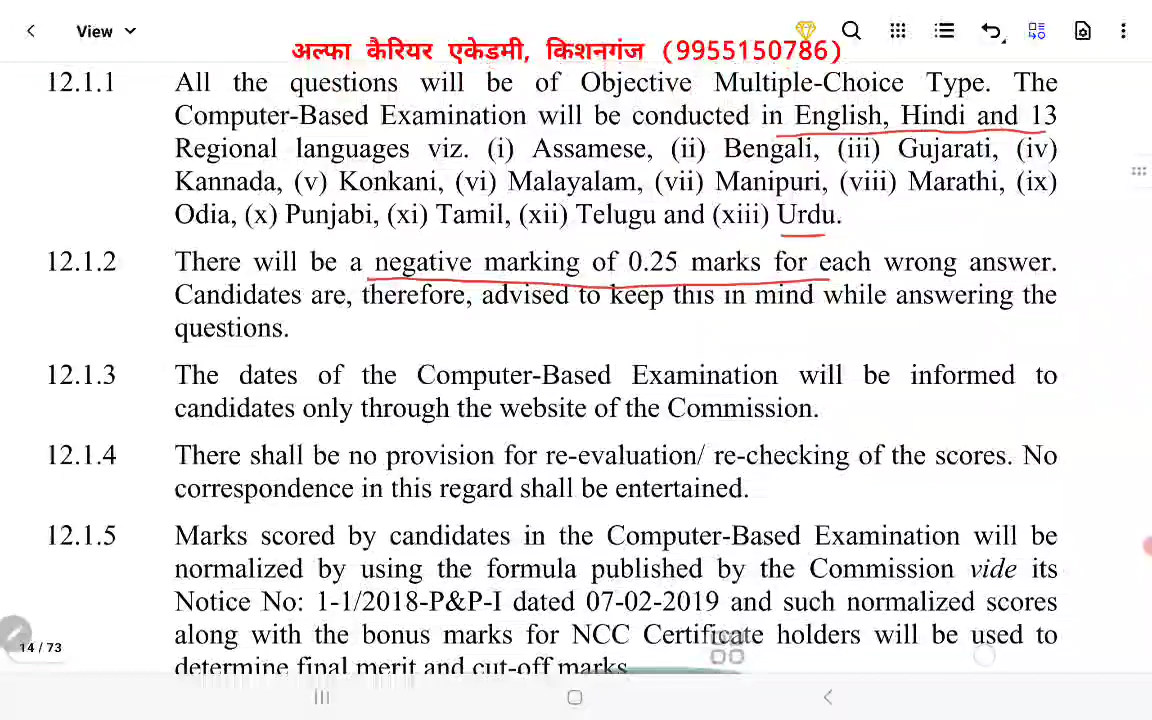 View
अल्फा कैरियर एकेडमी, किशनगंज (9955150786)
12.1.1 All the questions will be of Objective Multiple-Choice Type. The
Computer-Based Examination will be conducted in English, Hindi and 13
Regional languages viz. (i) Assamese, (ii) Bengali, (iii) Gujarati, (iv)
Kannada, (v) Konkani, (vi) Malayalam, (vii) Manipuri, (viii) Marathi, (ix)
Odia, (x) Punjabi, (xi) Tamil, (xii) Telugu and (xiii) Urdu.
12.1.2 There will be a negative marking of 0.25 marks for each wrong answer.
Candidates are, therefore, advised to keep this in mind while answering the
questions.
12.1.3 The dates of the Computer-Based Examination will be informed to
candidates only through the website of the Commission.
12.1.4 There shall be no provision for re-evaluation/ re-checking of the scores. No
correspondence in this regard shall be entertained.
12.1.5 Marks scored by candidates in the Computer-Based Examination will be
normalized by using the formula published by the Commission vide its
Notice No: 1-1/2018-P&P-I dated 07-02-2019 and such normalized scores
along with the bonus marks for NCC Certificate holders will be used to
determine final merit and cut-off marks
14 / 73